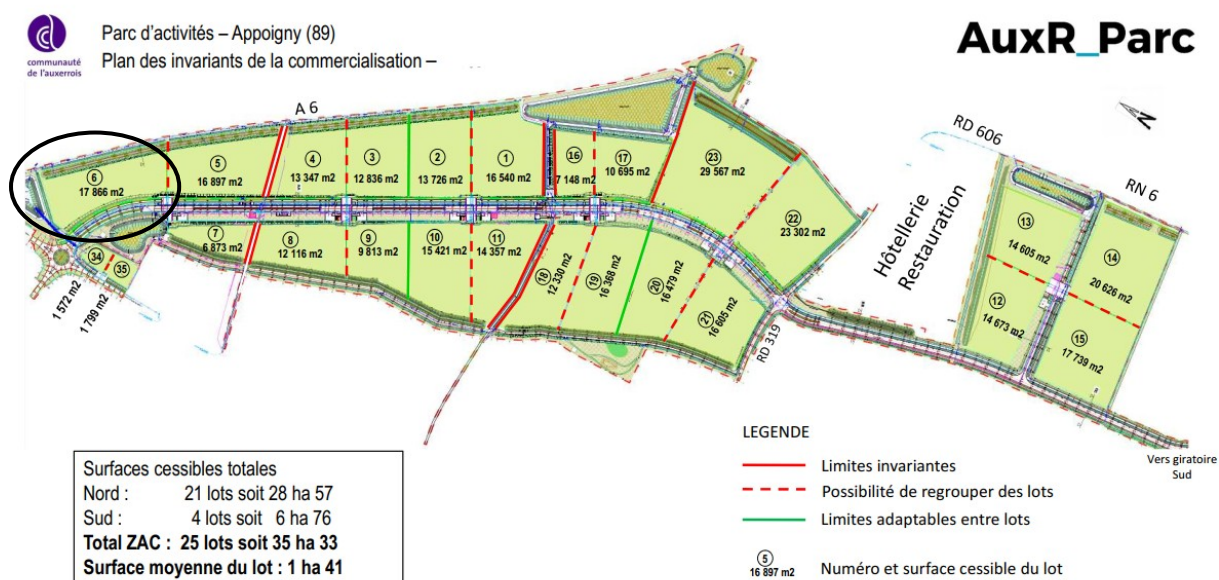 communauté
de l'auxerrois
Parc d'activités – Appoigny (89)
Plan des invariants de la commercialisation –
AuxR_Parc
A 6
N
RD 606
RN 6
6
17 866 m2
5
16 897 m2
4
13 347 m2
3
12 836 m2
2
13 726 m2
1
16 540 m2
16
7 148 m2
17
10 695 m2
23
29 567 m2
22
23 302 m2
Hôtellerie
Restauration
13
14 605 m2
14
20 626 m2
12
14 673 m2
15
17 739 m2
7
6 873 m2
8
12 116 m2
9
9 813 m2
10
15 421 m2
11
14 357 m2
18
12 330 m2
19
16 368 m2
20
16 479 m2
21
16 605 m2
34
1 572 m2
35
1 799 m2
RD 319
Vers giratoire
Sud
Surfaces cessibles totales
Nord : 21 lots soit 28 ha 57
Sud : 4 lots soit 6 ha 76
Total ZAC : 25 lots soit 35 ha 33
Surface moyenne du lot : 1 ha 41
LEGENDE
Limites invariantes
Possibilité de regrouper des lots
Limites adaptables entre lots
5
16 897 m2 Numéro et surface cessible du lot